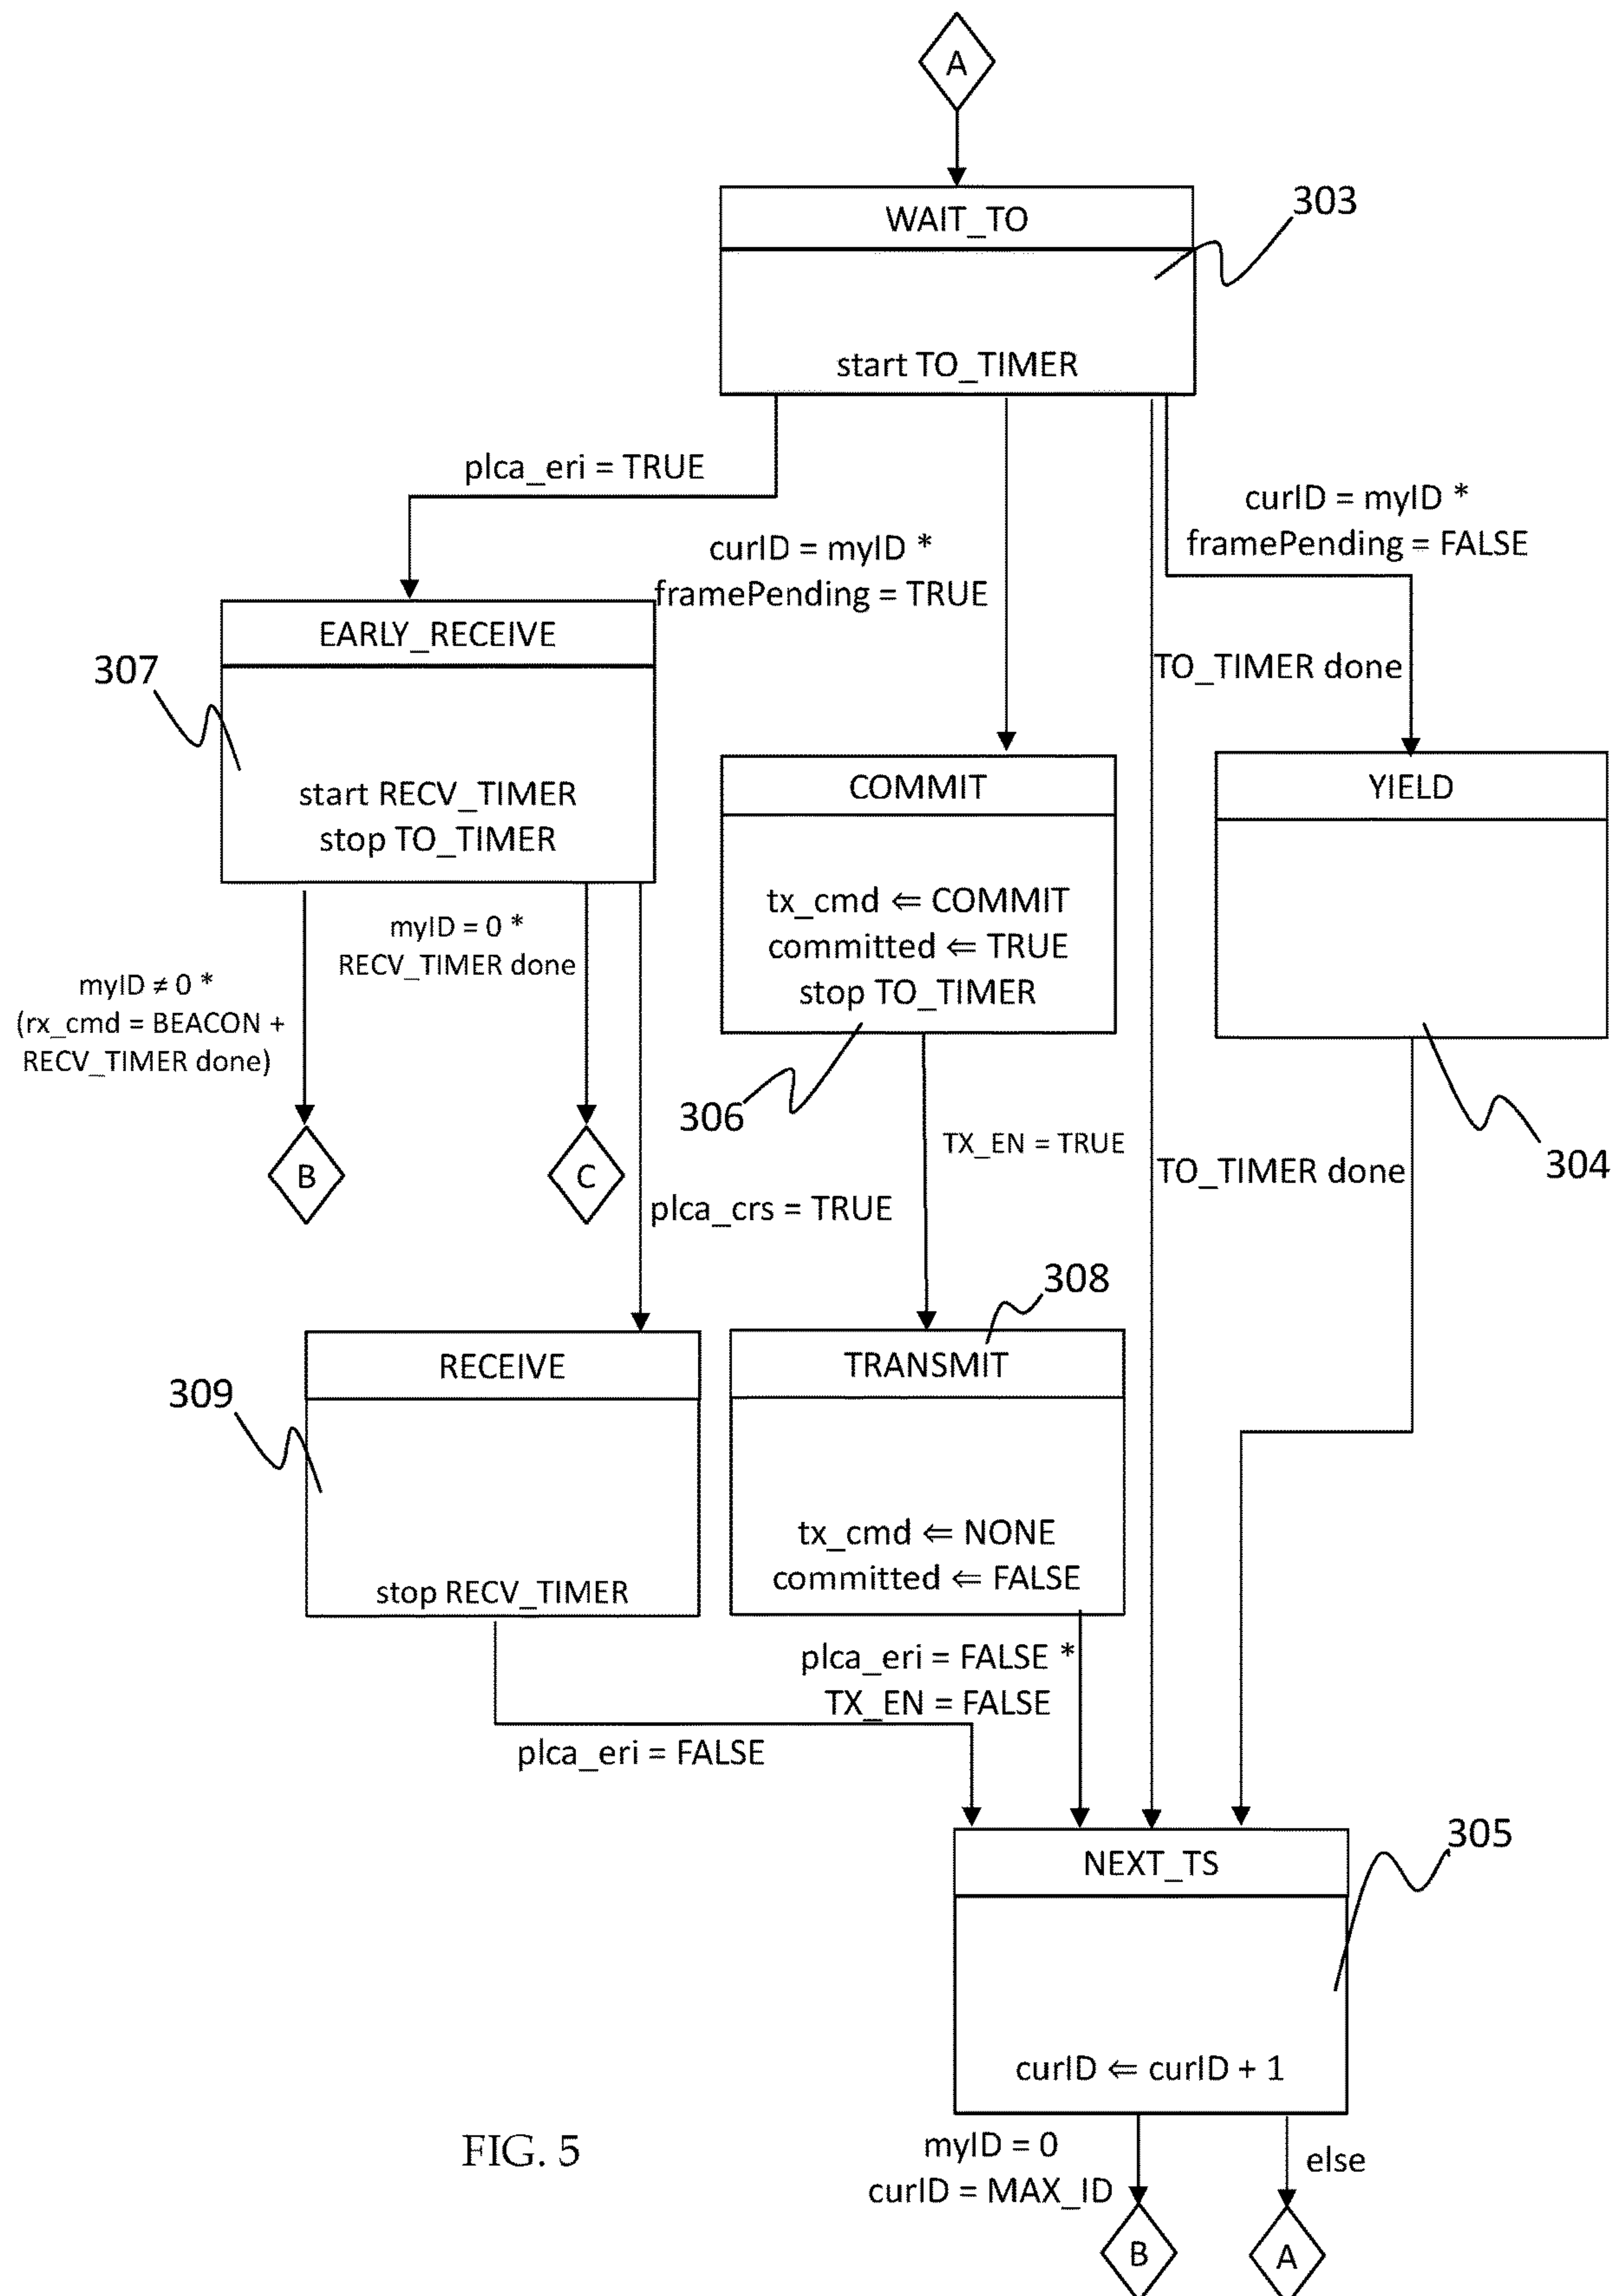 A
WAIT_TO
303
start TO_TIMER
plca_eri = TRUE
curID = myID *
framePending = TRUE
curID = myID *
framePending = FALSE
TO_TIMER done
EARLY_RECEIVE
307
start RECV_TIMER
stop TO_TIMER
COMMIT
tx_cmd ⇐ COMMIT
committed ⇐ TRUE
stop TO_TIMER
306
YIELD
304
myID ≠ 0 *
(rx_cmd = BEACON +
RECV_TIMER done)
myID = 0 *
RECV_TIMER done
B
C
plca_crs = TRUE
TX_EN = TRUE
TO_TIMER done
308
RECEIVE
309
stop RECV_TIMER
TRANSMIT
tx_cmd ⇐ NONE
committed ⇐ FALSE
plca_eri = FALSE *
TX_EN = FALSE
plca_eri = FALSE
NEXT_TS
305
curID ⇐ curID + 1
myID = 0
curID = MAX_ID
else
B
A
FIG. 5